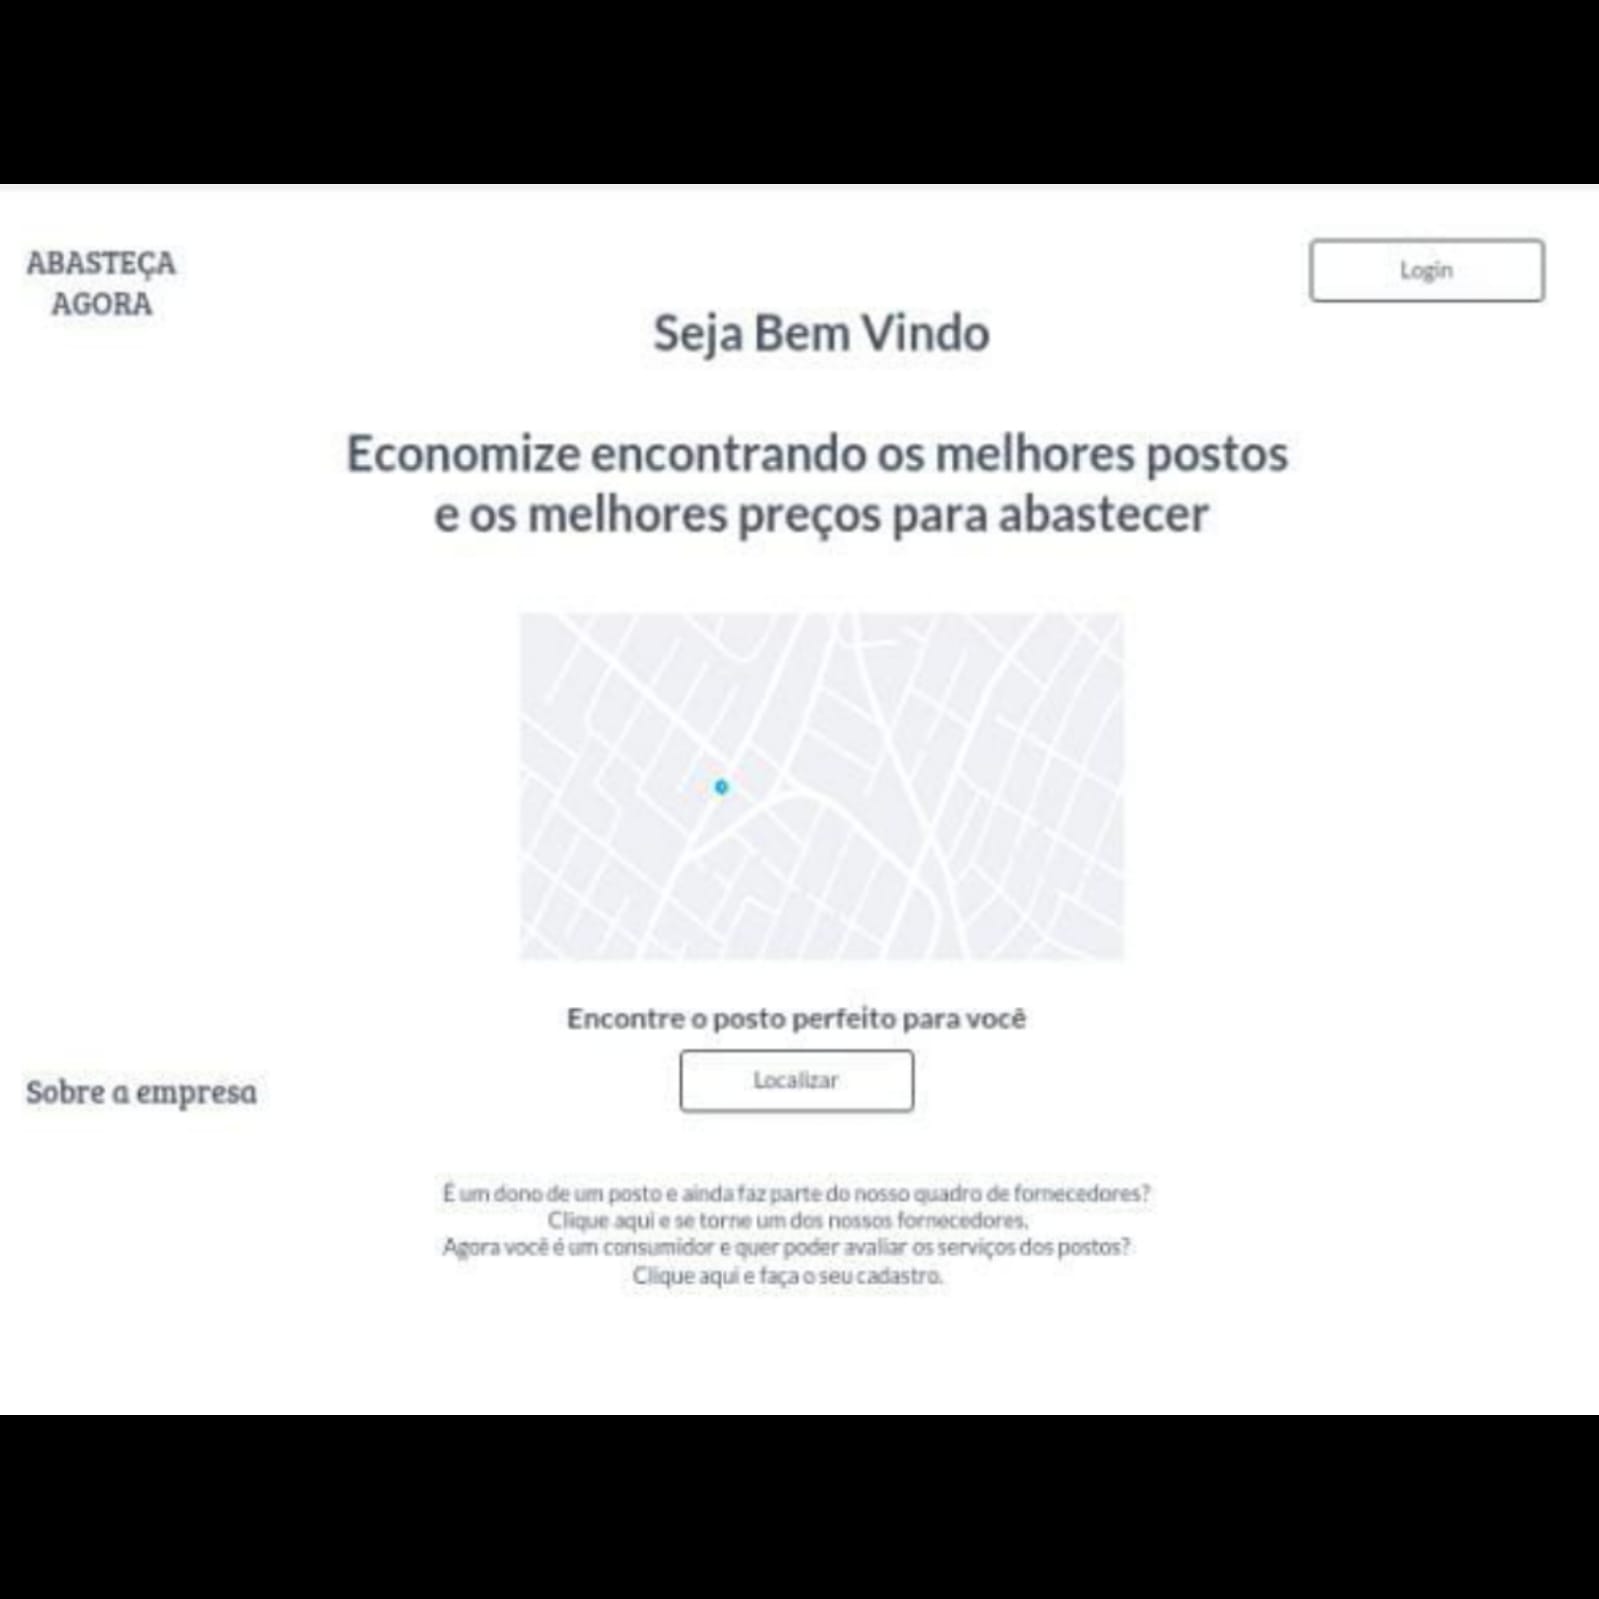 ABASTEÇA
AGORA
Login
Seja Bem Vindo
Economize encontrando os melhores postos
e os melhores preços para abastecer
Encontre o posto perfeito para você
Localizar
Sobre a empresa
É um dono de um posto e ainda faz parte do nosso quadro de fornecedores?
Clique aqui e se torne um dos nossos fornecedores.
Agora você é um consumidor e quer poder avaliar os serviços dos postos?
Clique aqui e faça o seu cadastro.